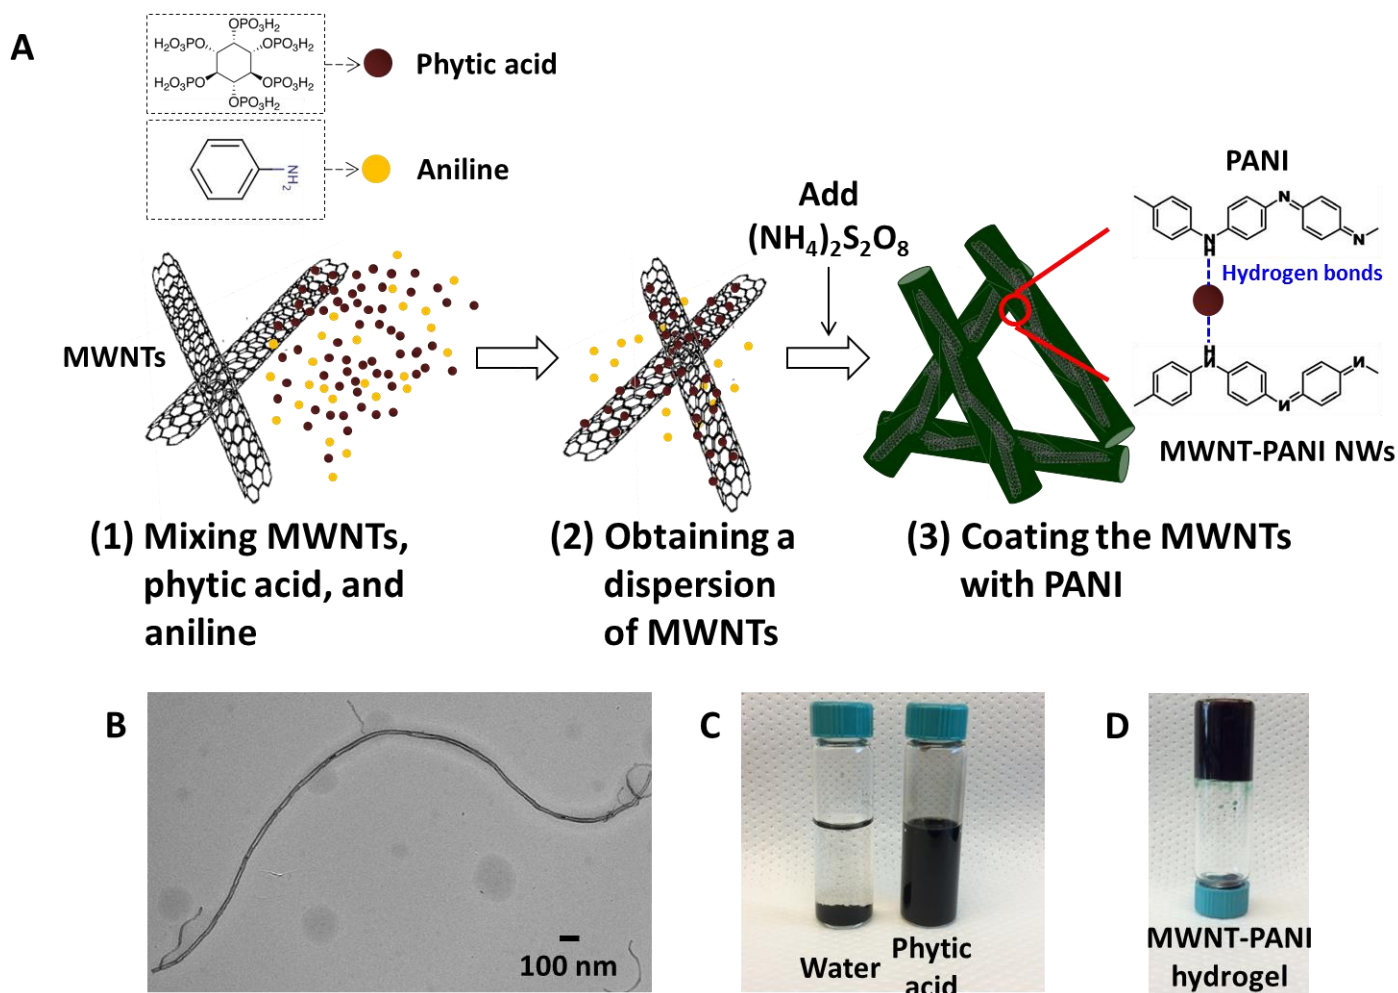 A
OPO₃H₂
H₂O₃PO
OPO₃H₂
H₂O₃PO
OPO₃H₂
OPO₃H₂
Phytic acid
NH₂
Aniline
MWNTs
Add
(NH₄)₂S₂O₈
PANI
N
N
N
H
Hydrogen bonds
H
N
N
N
MWNT-PANI NWs
(1) Mixing MWNTs,
phytic acid, and
aniline
(2) Obtaining a
dispersion
of MWNTs
(3) Coating the MWNTs
with PANI
B
100 nm
C
Water
Phytic
acid
D
MWNT-PANI
hydrogel